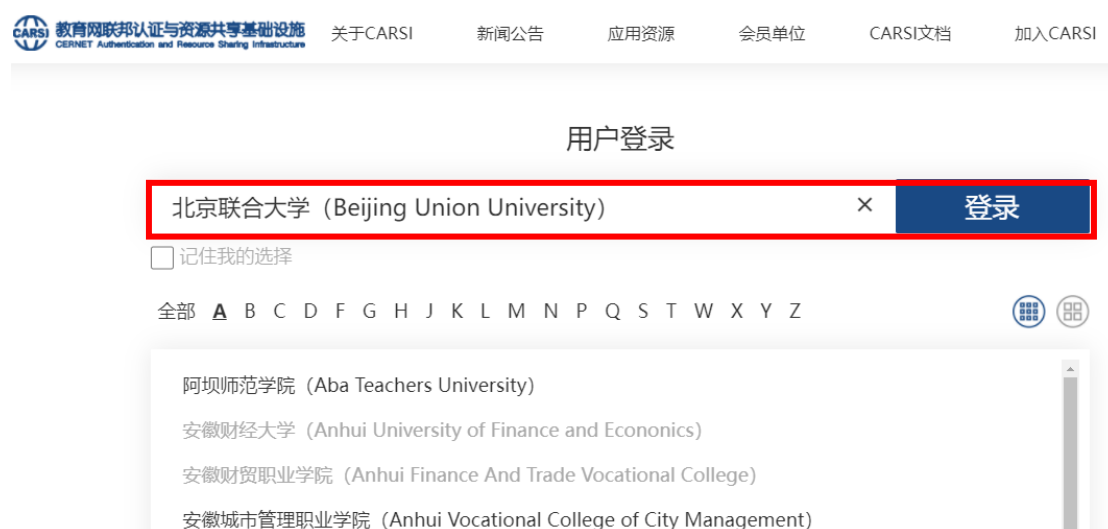 CARSI 教育网联邦认证与资源共享基础设施
CERNET Authentication and Resource Sharing Infrastructure
关于CARSI 新闻公告 应用资源 会员单位 CARSI文档 加入CARSI
用户登录
北京联合大学（Beijing Union University） × 登录
记住我的选择
全部 A B C D F G H J K L M N P Q S T W X Y Z
阿坝师范学院（Aba Teachers University）
安徽财经大学（Anhui University of Finance and Econonics）
安徽财贸职业学院（Anhui Finance And Trade Vocational College）
安徽城市管理职业学院（Anhui Vocational College of City Management）